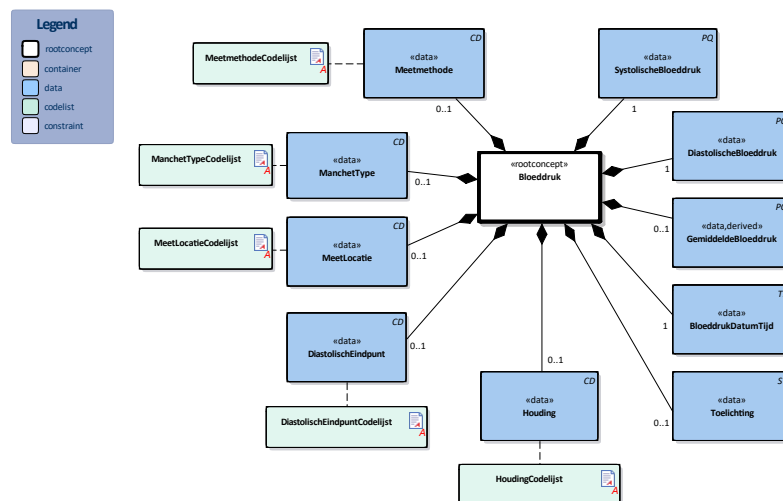 Legend
rootconcept
container
data
codelist
constraint
MeetmethodeCodelijst
A
CD
«data»
Meetmethode
0..1
PQ
«data»
SystolischeBloeddruk
1
ManchetTypeCodelijst
A
CD
«data»
ManchetType
0..1
«rootconcept»
Bloeddruk
«data»
DiastolischeBloeddruk
1
MeetLocatieCodelijst
A
CD
«data»
MeetLocatie
0..1
«data,derived»
GemiddeldeBloeddruk
0..1
CD
«data»
DiastolischEindpunt
0..1
«data»
BloeddrukDatumTijd
1
DiastolischEindpuntCodelijst
A
CD
«data»
Houding
0..1
«data»
Toelichting
0..1
HoudingCodelijst
A